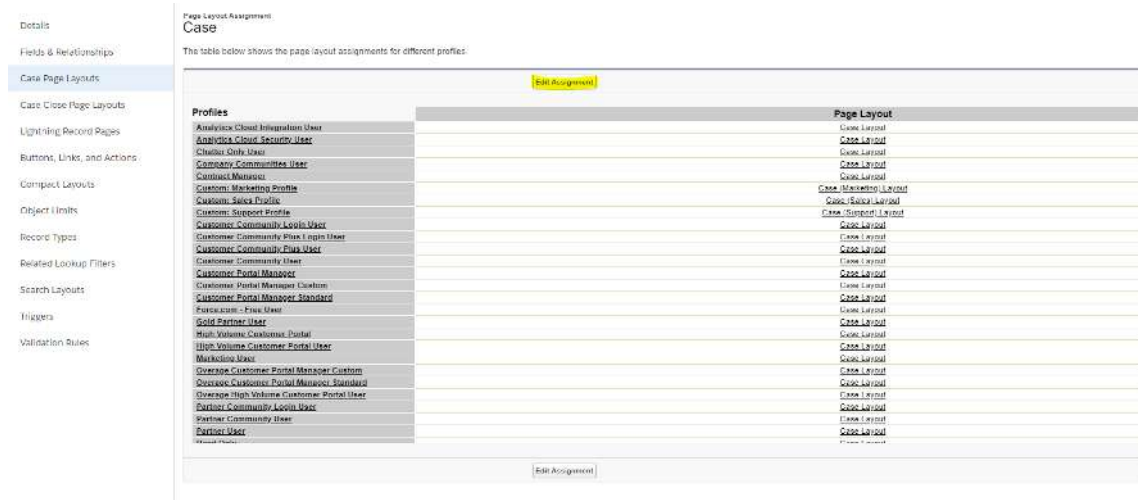 Details
Fields & Relationships
Case Page Layouts
Case Close Page Layouts
Lightning Record Pages
Buttons, Links, and Actions
Compact Layouts
Object Limits
Record Types
Related Lookup Filters
Search Layouts
Triggers
Validation Rules
Page Layout Assignment
Case
The table below shows the page layout assignments for different profiles.
Edit Assignment
Profiles Page Layout
Analytics Cloud Integration User Case Layout
Analytics Cloud Security User Case Layout
Chatter Only User Case Layout
Company Communities User Case Layout
Contract Manager Case Layout
Custom: Marketing Profile Case (Marketing) Layout
Custom: Sales Profile Case (Sales) Layout
Custom: Support Profile Case (Support) Layout
Customer Community Login User Case Layout
Customer Community Plus Login User Case Layout
Customer Community Plus User Case Layout
Customer Community User Case Layout
Customer Portal Manager Case Layout
Customer Portal Manager Custom Case Layout
Customer Portal Manager Standard Case Layout
Force.com - Free User Case Layout
Gold Partner User Case Layout
High Volume Customer Portal Case Layout
High Volume Customer Portal User Case Layout
Marketing User Case Layout
Overage Customer Portal Manager Custom Case Layout
Overage Customer Portal Manager Standard Case Layout
Overage High Volume Customer Portal User Case Layout
Partner Community Login User Case Layout
Partner Community User Case Layout
Partner User Case Layout
Edit Assignment